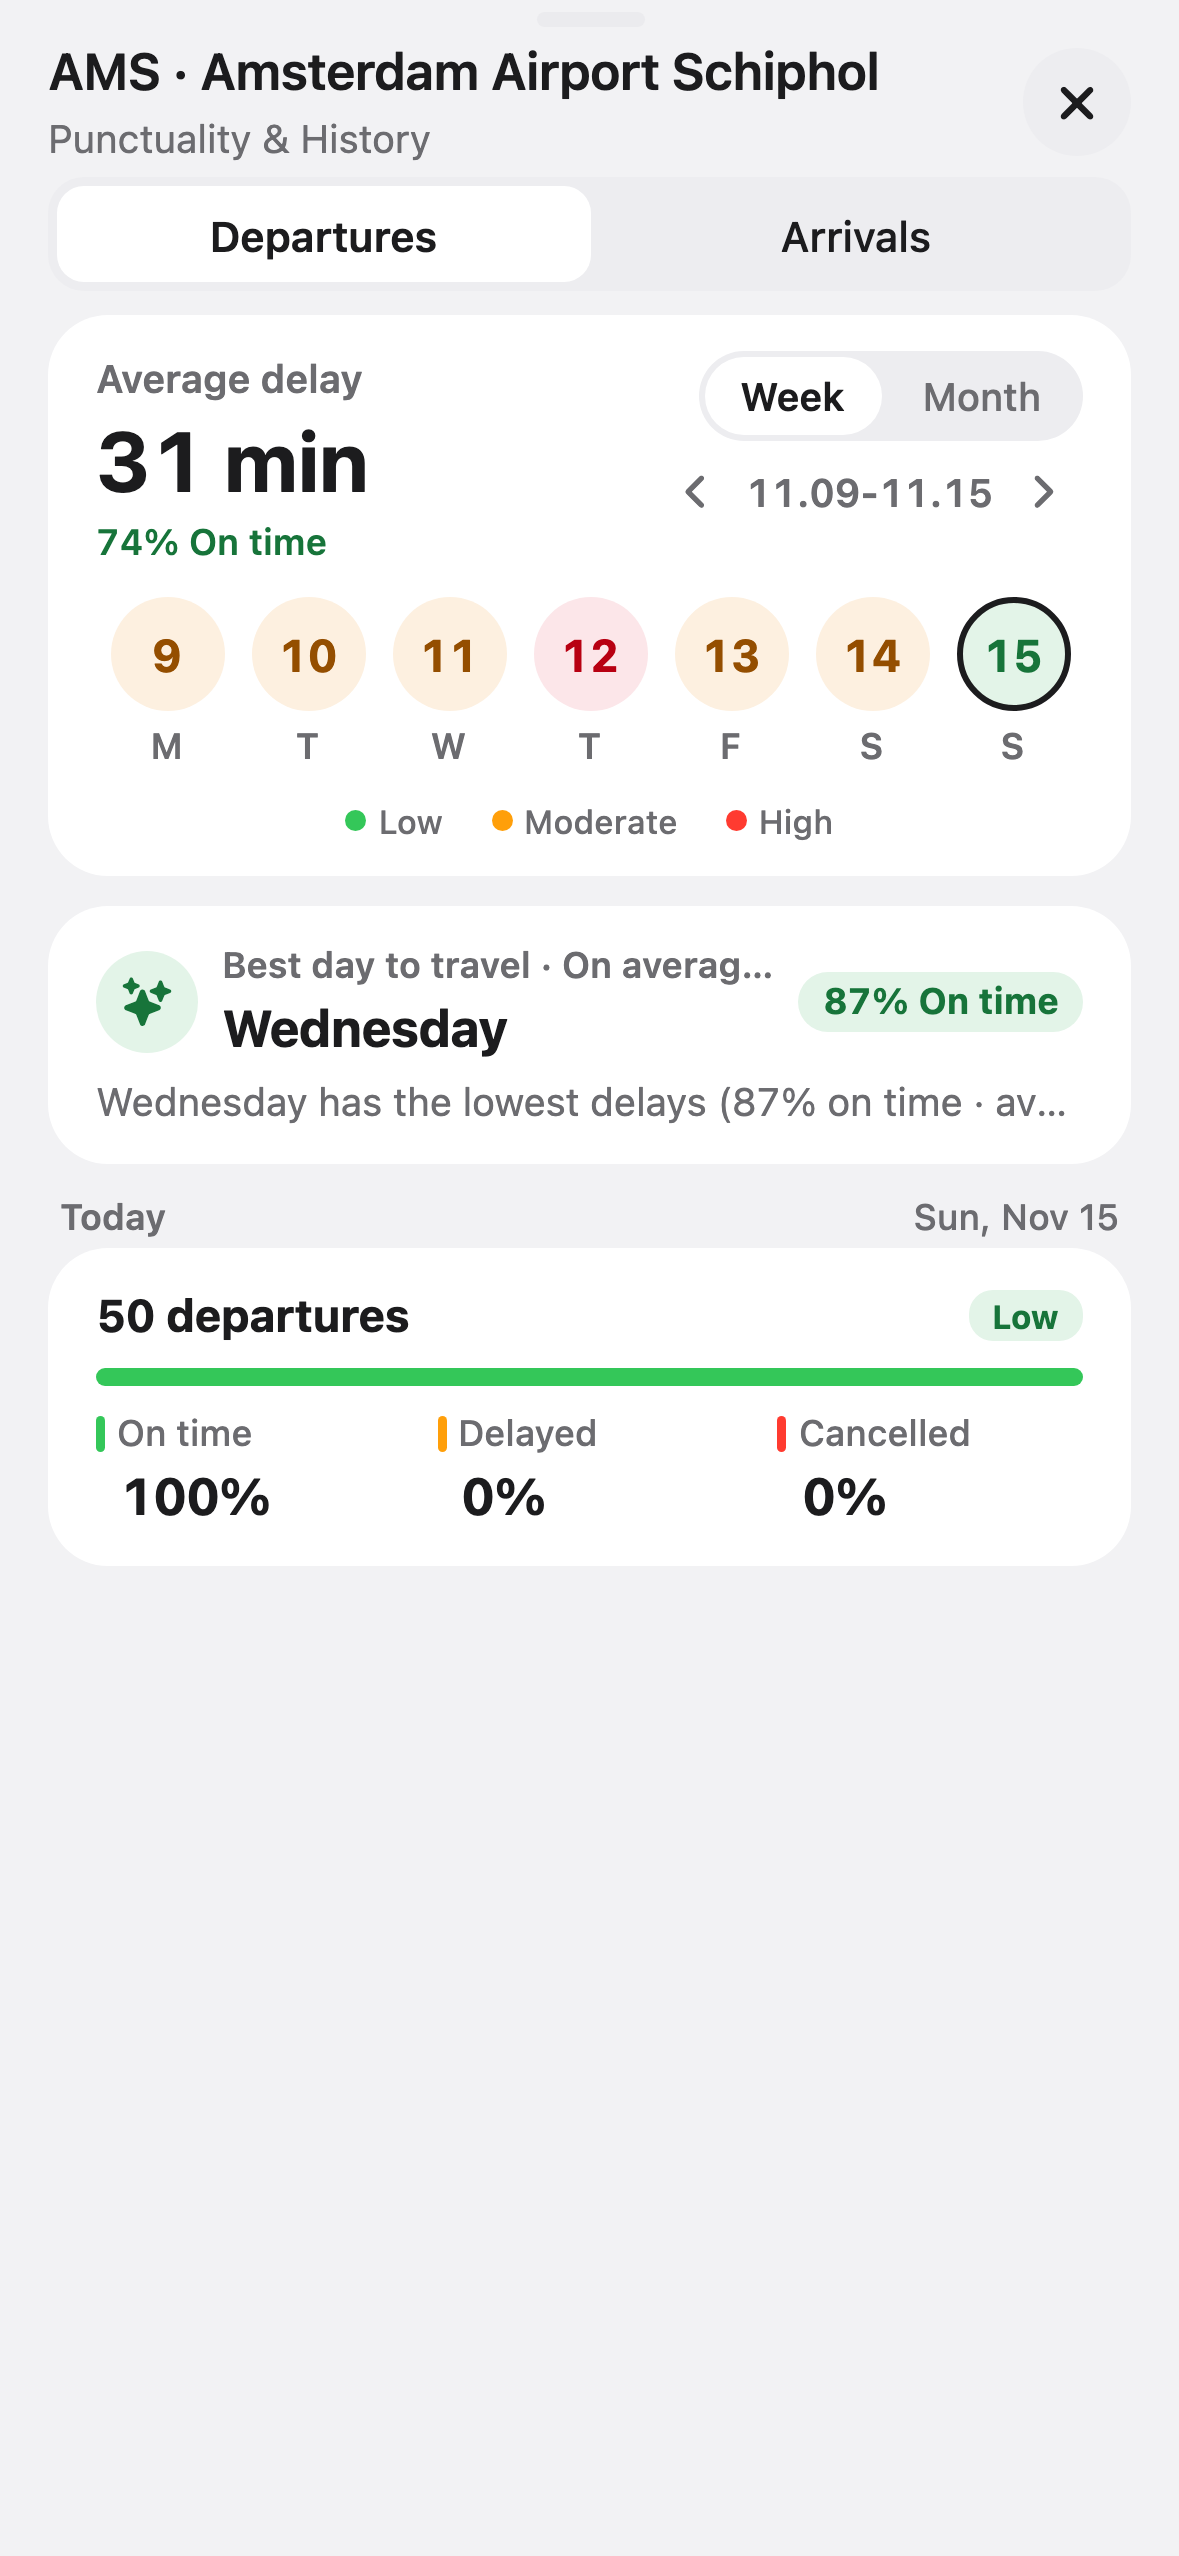 AMS · Amsterdam Airport Schiphol
Punctuality & History
Departures Arrivals
Average delay
31 min
74% On time
Week Month
11.09-11.15
9 10 11 12 13 14 15
M T W T F S S
Low Moderate High
Best day to travel · On averag...
Wednesday
87% On time
Wednesday has the lowest delays (87% on time · av...
Today Sun, Nov 15
50 departures Low
On time Delayed Cancelled
100% 0% 0%